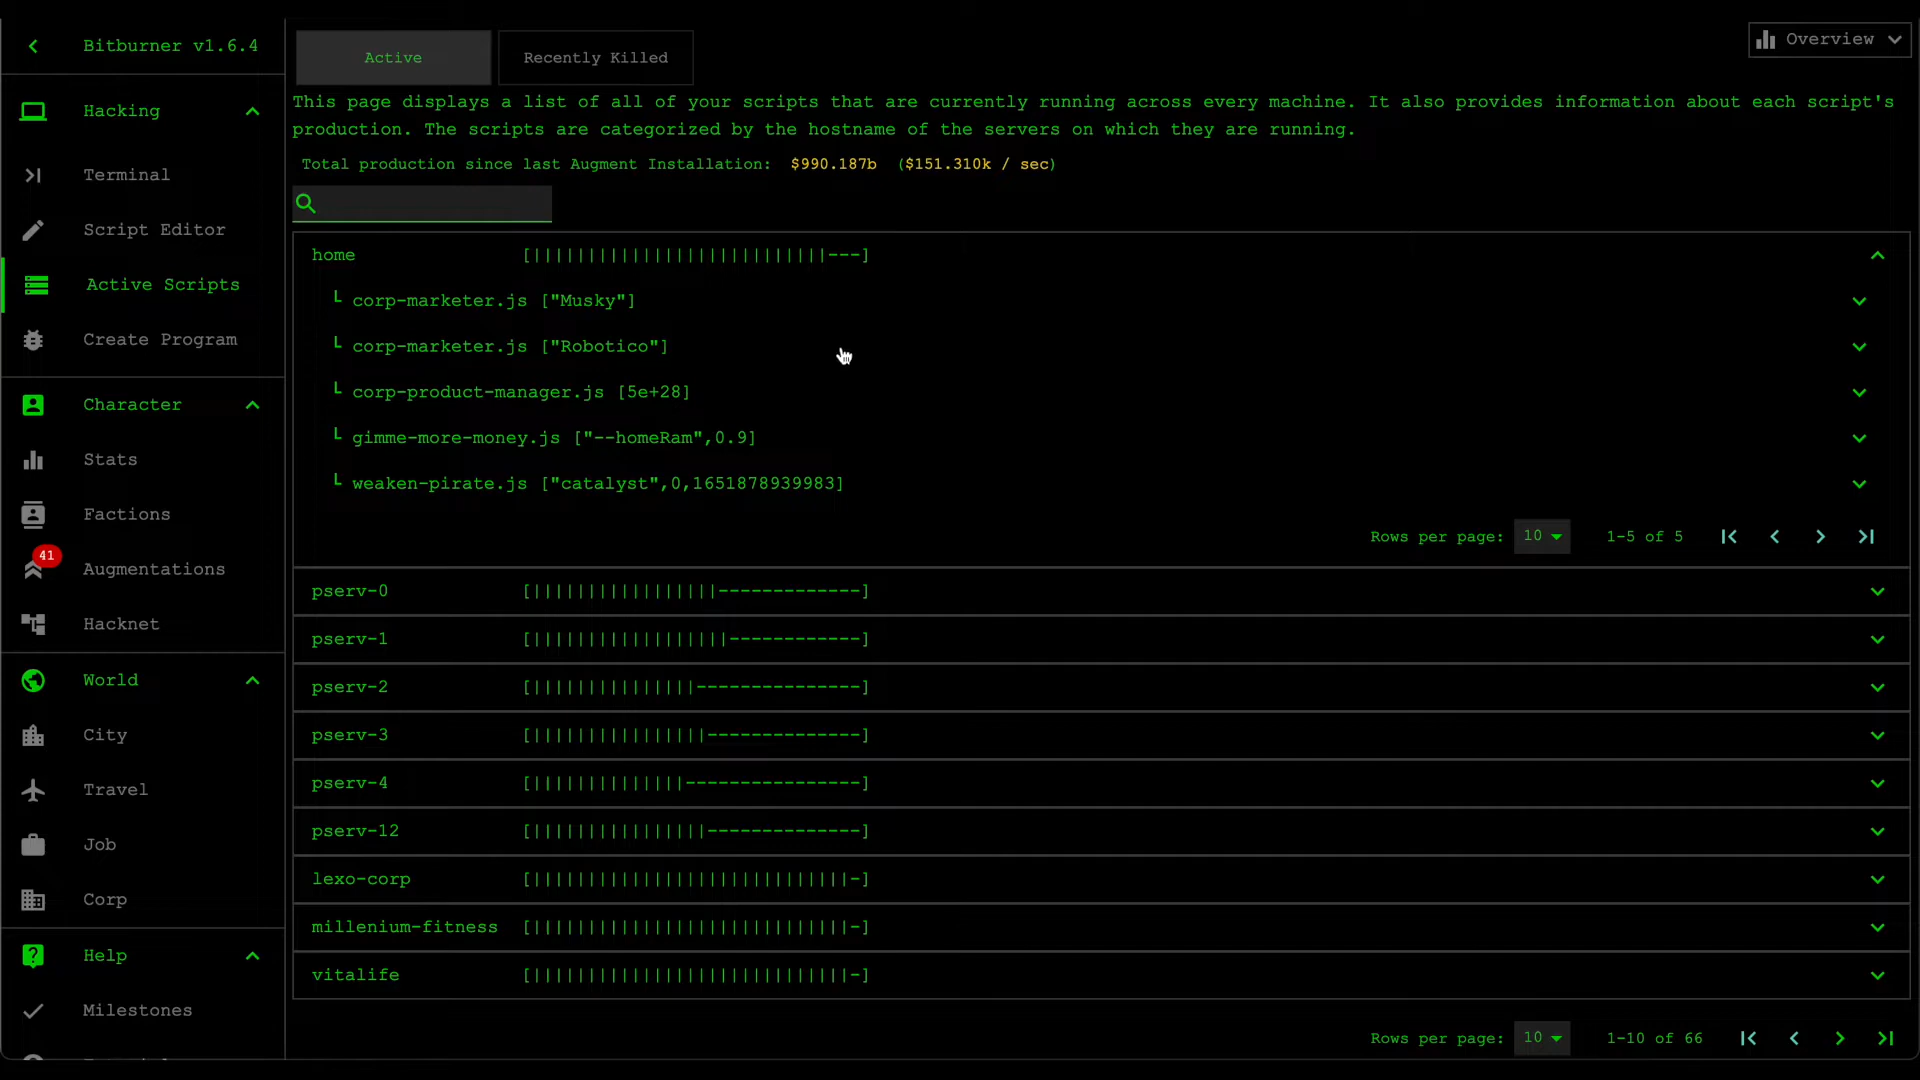 Bitburner v1.6.4
Hacking
Terminal
Script Editor
Active Scripts
Create Program
Character
Stats
Factions
41
Augmentations
Hacknet
World
City
Travel
Job
Corp
Help
Milestones
Active
Recently Killed
Overview
This page displays a list of all of your scripts that are currently running across every machine. It also provides information about each script's
production. The scripts are categorized by the hostname of the servers on which they are running.
Total production since last Augment Installation: $990.187b ($151.310k / sec)
home [|||||||||||||||||||||||||||---]
└ corp-marketer.js ["Musky"]
└ corp-marketer.js ["Robotico"]
└ corp-product-manager.js [5e+28]
└ gimme-more-money.js ["--homeRam",0.9]
└ weaken-pirate.js ["catalyst",0,1651878939983]
Rows per page: 10 1-5 of 5
pserv-0 [|||||||||||||||||-------------]
pserv-1 [||||||||||||||||||------------]
pserv-2 [|||||||||||||||---------------]
pserv-3 [||||||||||||||||--------------]
pserv-4 [||||||||||||||----------------]
pserv-12 [||||||||||||||||--------------]
lexo-corp [|||||||||||||||||||||||||||||-]
millenium-fitness [|||||||||||||||||||||||||||||-]
vitalife [|||||||||||||||||||||||||||||-]
Rows per page: 10 1-10 of 66